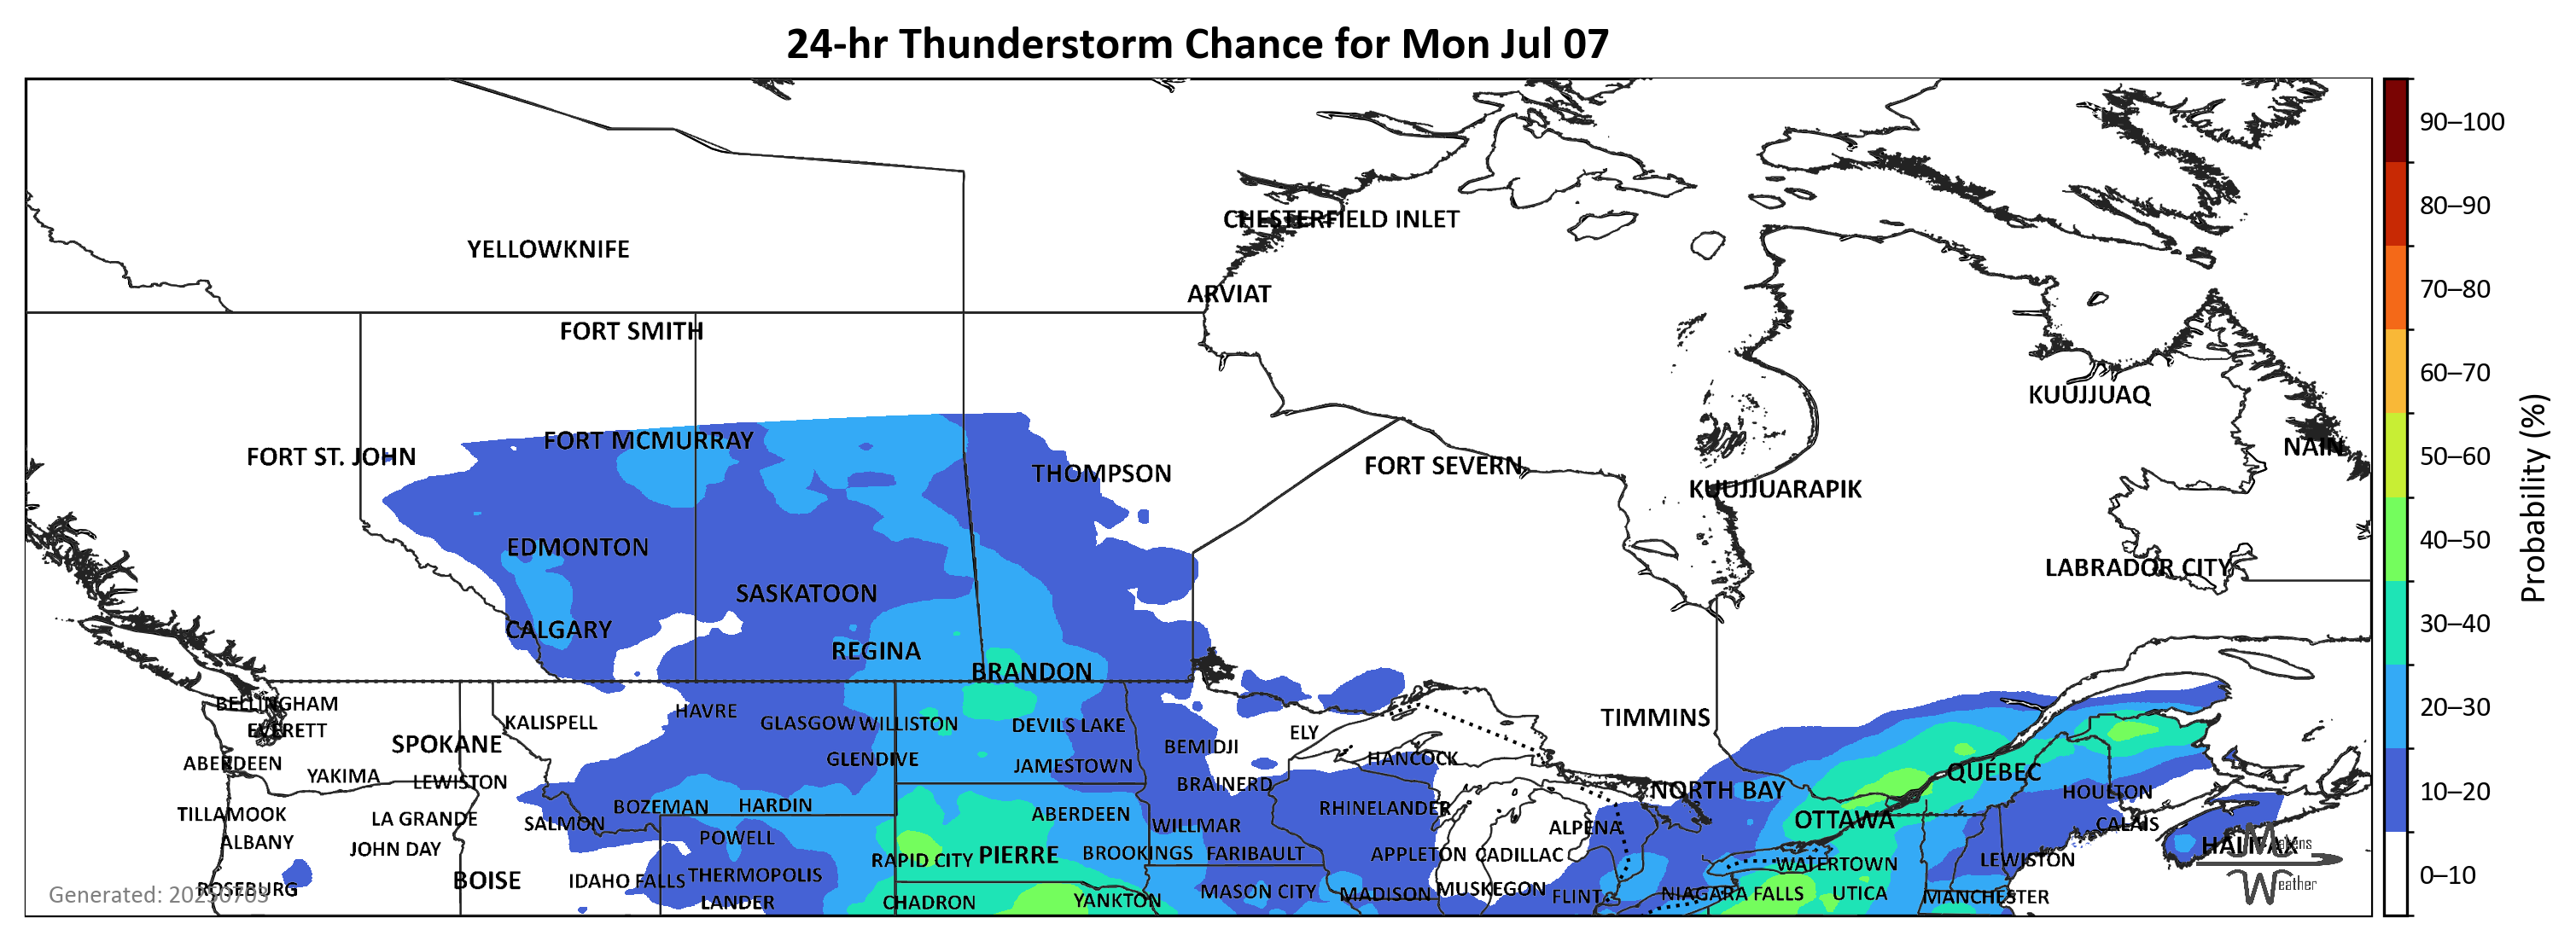 24-hr Thunderstorm Chance for Mon Jul 07
90–100
80–90
CHESTERFIELD INLET
YELLOWKNIFE
70–80
ARVIAT
FORT SMITH
60–70
KUUJJUAQ
FORT MCMURRAY
NAIN
50–60
FORT ST. JOHN
FORT SEVERN
THOMPSON
KUUJJUARAPIK
Probability (%)
40–50
EDMONTON
LABRADOR CITY
SASKATOON
30–40
CALGARY
REGINA
BRANDON
20–30
BELLINGHAM
HAVRE
TIMMINS
KALISPELL
GLASGOW
WILLISTON
DEVILS LAKE
EVERETT
ELY
SPOKANE
BEMIDJI
GLENDIVE
HANCOCK
ABERDEEN
JAMESTOWN
QUÉBEC
YAKIMA
LEWISTON
BRAINERD
NORTH BAY
HOULTON
10–20
BOZEMAN
HARDIN
RHINELANDER
TILLAMOOK
LA GRANDE
ABERDEEN
SALMON
WILLMAR
ALPENA
OTTAWA
CALAIS
POWELL
ALBANY
HALIFAX
Makens
JOHN DAY
BROOKINGS
FARIBAULT
APPLETON
CADILLAC
PIERRE
RAPID CITY
WATERTOWN
LEWISTON
0–10
BOISE
IDAHO FALLS
THERMOPOLIS
Weather
ROSEBURG
MASON CITY
MADISON
MUSKEGON
NIAGARA FALLS
UTICA
Generated: 20250703
FLINT
MANCHESTER
LANDER
CHADRON
YANKTON